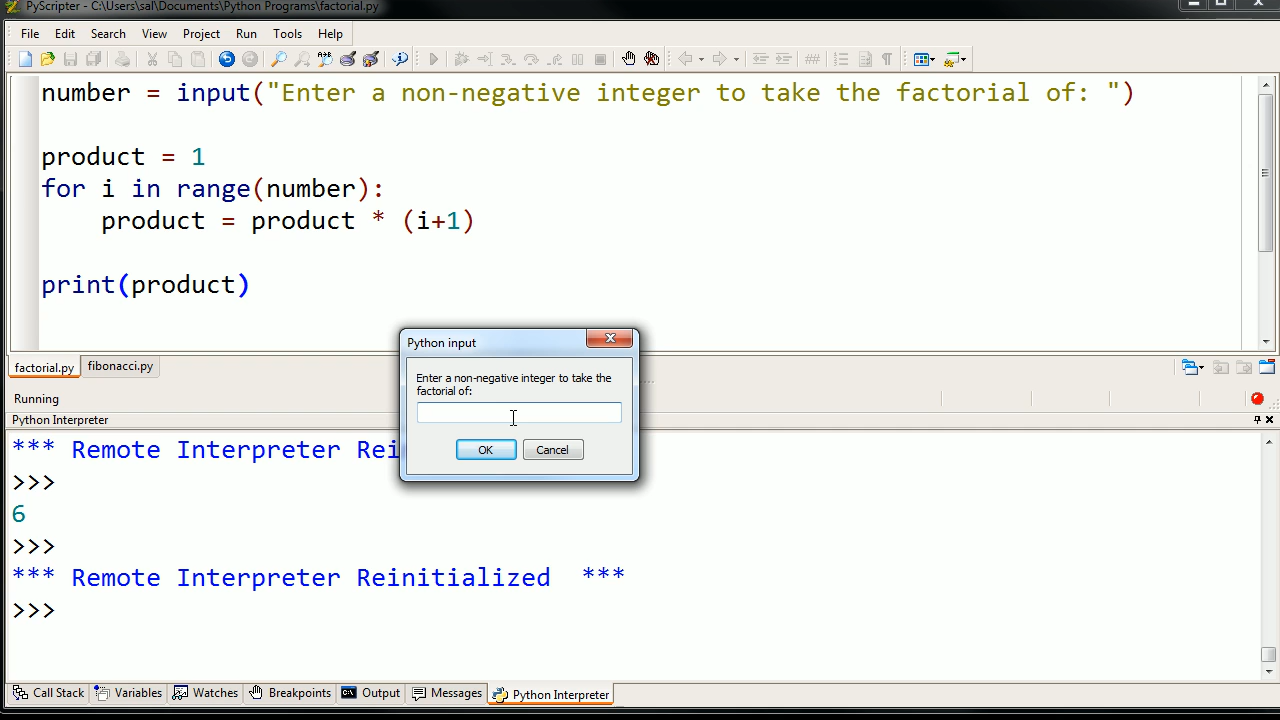 PyScripter - C:\Users\sal\Documents\Python Programs\factorial.py
File Edit Search View Project Run Tools Help
number = input("Enter a non-negative integer to take the factorial of: ")
product = 1
for i in range(number):
product = product * (i+1)
print(product)
factorial.py fibonacci.py
Running
Python Interpreter
*** Remote Interpreter Rei
>>>
6
>>>
*** Remote Interpreter Reinitialized ***
>>>
Python input
Enter a non-negative integer to take the
factorial of:
OK Cancel
Call Stack Variables Watches Breakpoints Output Messages Python Interpreter